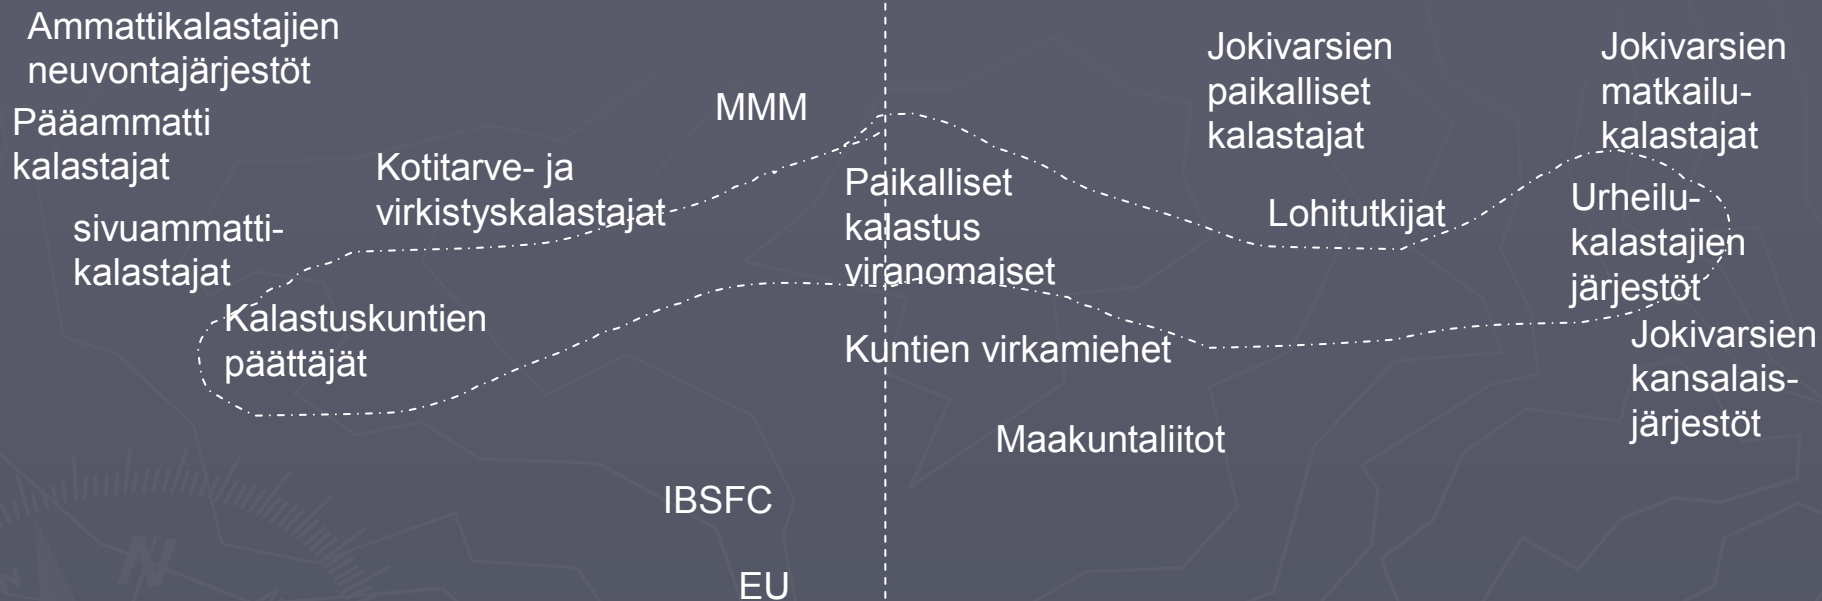 Ammattikalastajien
neuvontajärjestöt
Pääammatti
kalastajat
sivuammatti-
kalastajat
Kotitarve- ja
virkistyskalastajat
Kalastuskuntien
päättäjät
MMM
Paikalliset
kalastus
viranomaiset
Kuntien virkamiehet
Maakuntaliitot
IBSFC
EU
Jokivarsien
paikalliset
kalastajat
Lohitutkijat
Jokivarsien
matkailu-
kalastajat
Urheilu-
kalastajien
järjestöt
Jokivarsien
kansalais-
järjestöt
N
N